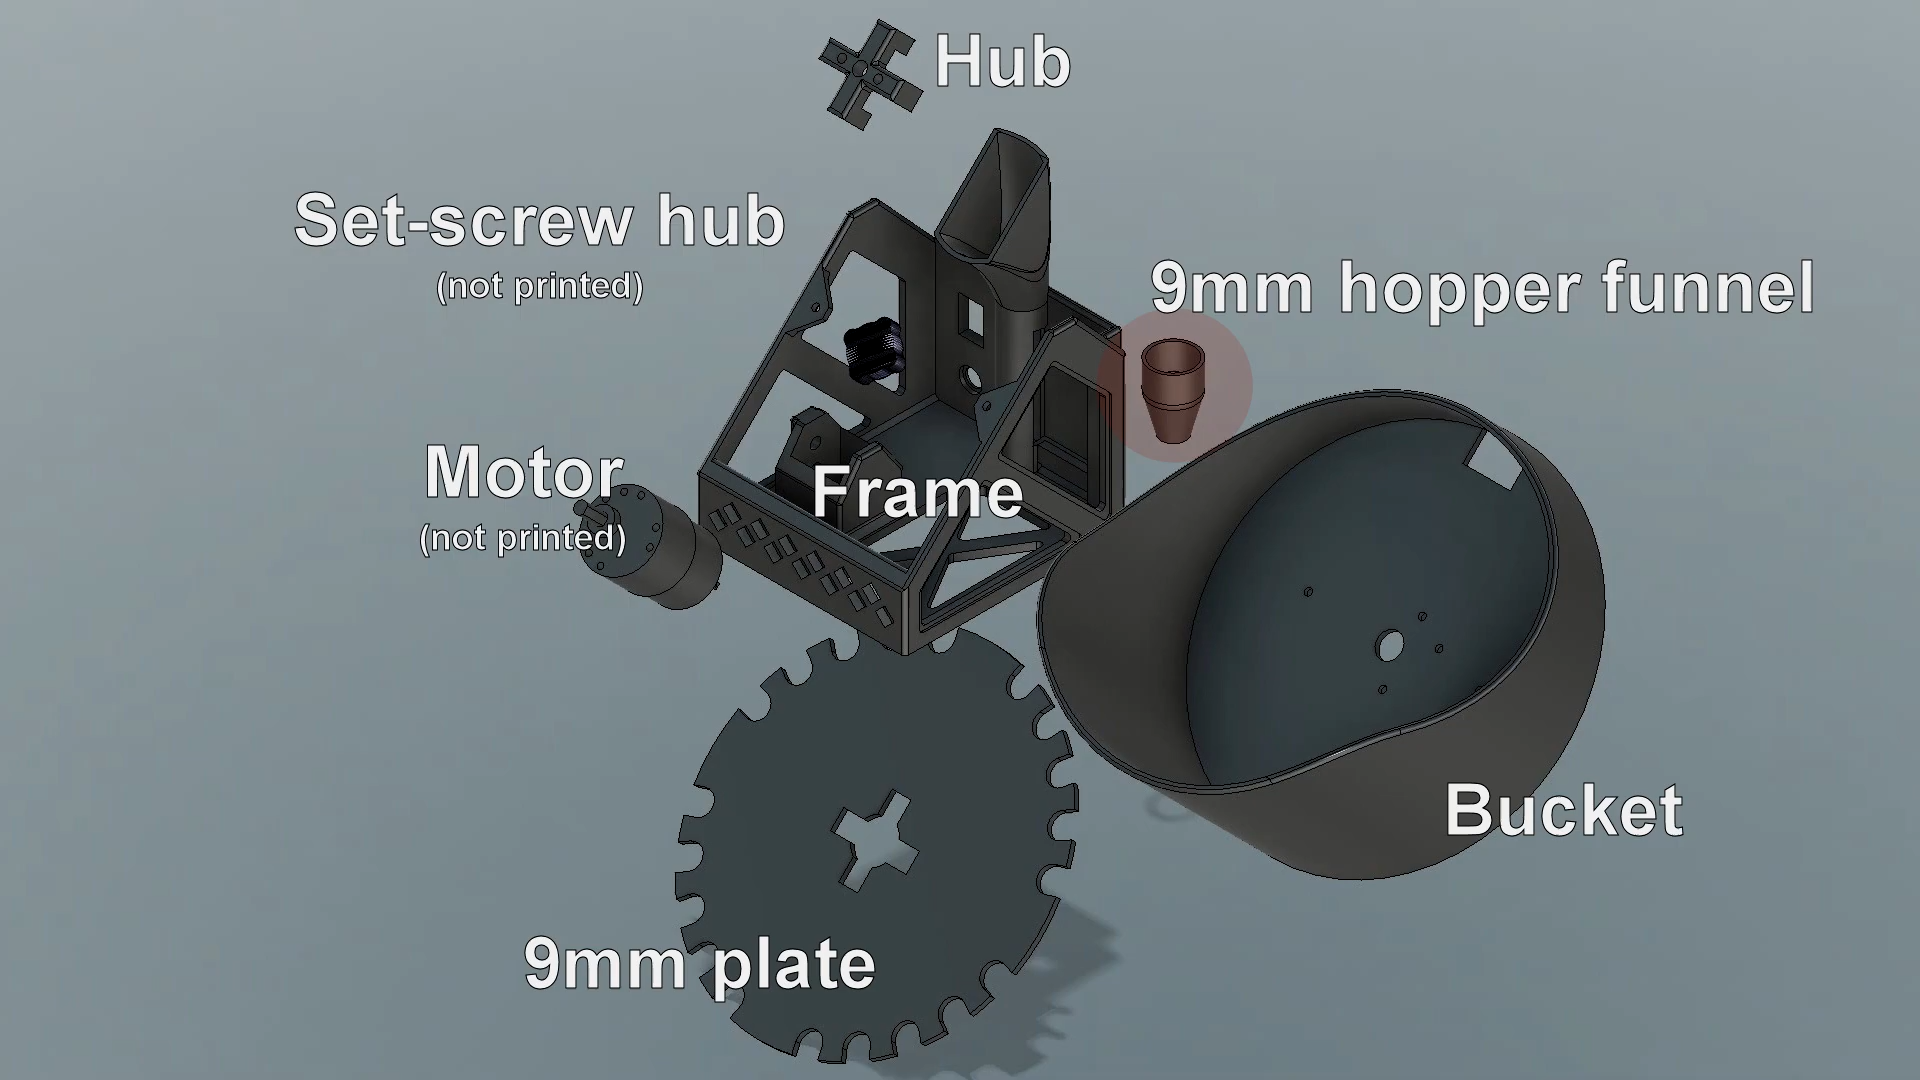 Hub
Set-screw hub
(not printed)
9mm hopper funnel
Motor
(not printed)
Frame
Bucket
9mm plate